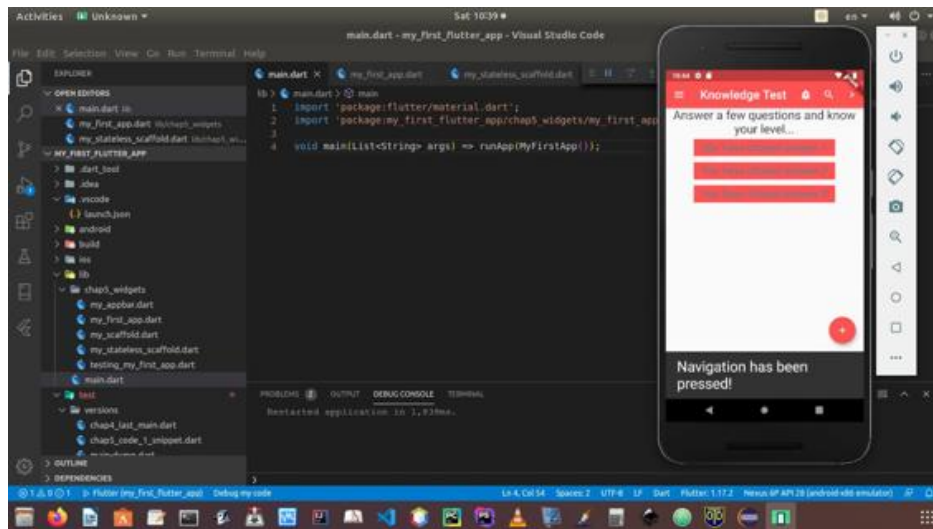 Activities
Unknown
Sat 10:39
en
main.dart - my_first_flutter_app - Visual Studio Code
File Edit Selection View Go Run Terminal Help
EXPLORER
OPEN EDITORS
main.dart lib
my_first_app.dart lib/chap5_widgets
my_stateless_scaffold.dart lib/chap5_wi...
MY_FIRST_FLUTTER_APP
.dart_tool
.idea
.vscode
launch.json
android
build
ios
lib
chap5_widgets
my_appbar.dart
my_first_app.dart
my_scaffold.dart
my_stateless_scaffold.dart
testing_my_first_app.dart
main.dart
test
versions
chap4_last_main.dart
chap5_code_1_snippet.dart
OUTLINE
DEPENDENCIES
main.dart
my_first_app.dart
my_stateless_scaffold.dart
lib > main.dart > main
1 import 'package:flutter/material.dart';
2 import 'package:my_first_flutter_app/chap5_widgets/my_first_app
3
4 void main(List<String> args) => runApp(MyFirstApp());
PROBLEMS 2 OUTPUT DEBUG CONSOLE TERMINAL
Restarted application in 1,839ms.
Knowledge Test
Answer a few questions and know
your level...
Navigation has been
pressed!
Flutter (my_first_flutter_app)
Debug my code
Ln 4, Col 54 Spaces: 2 UTF-8 LF Dart Flutter: 1.17.2 Nexus 6P API 28 (android-x86 emulator)